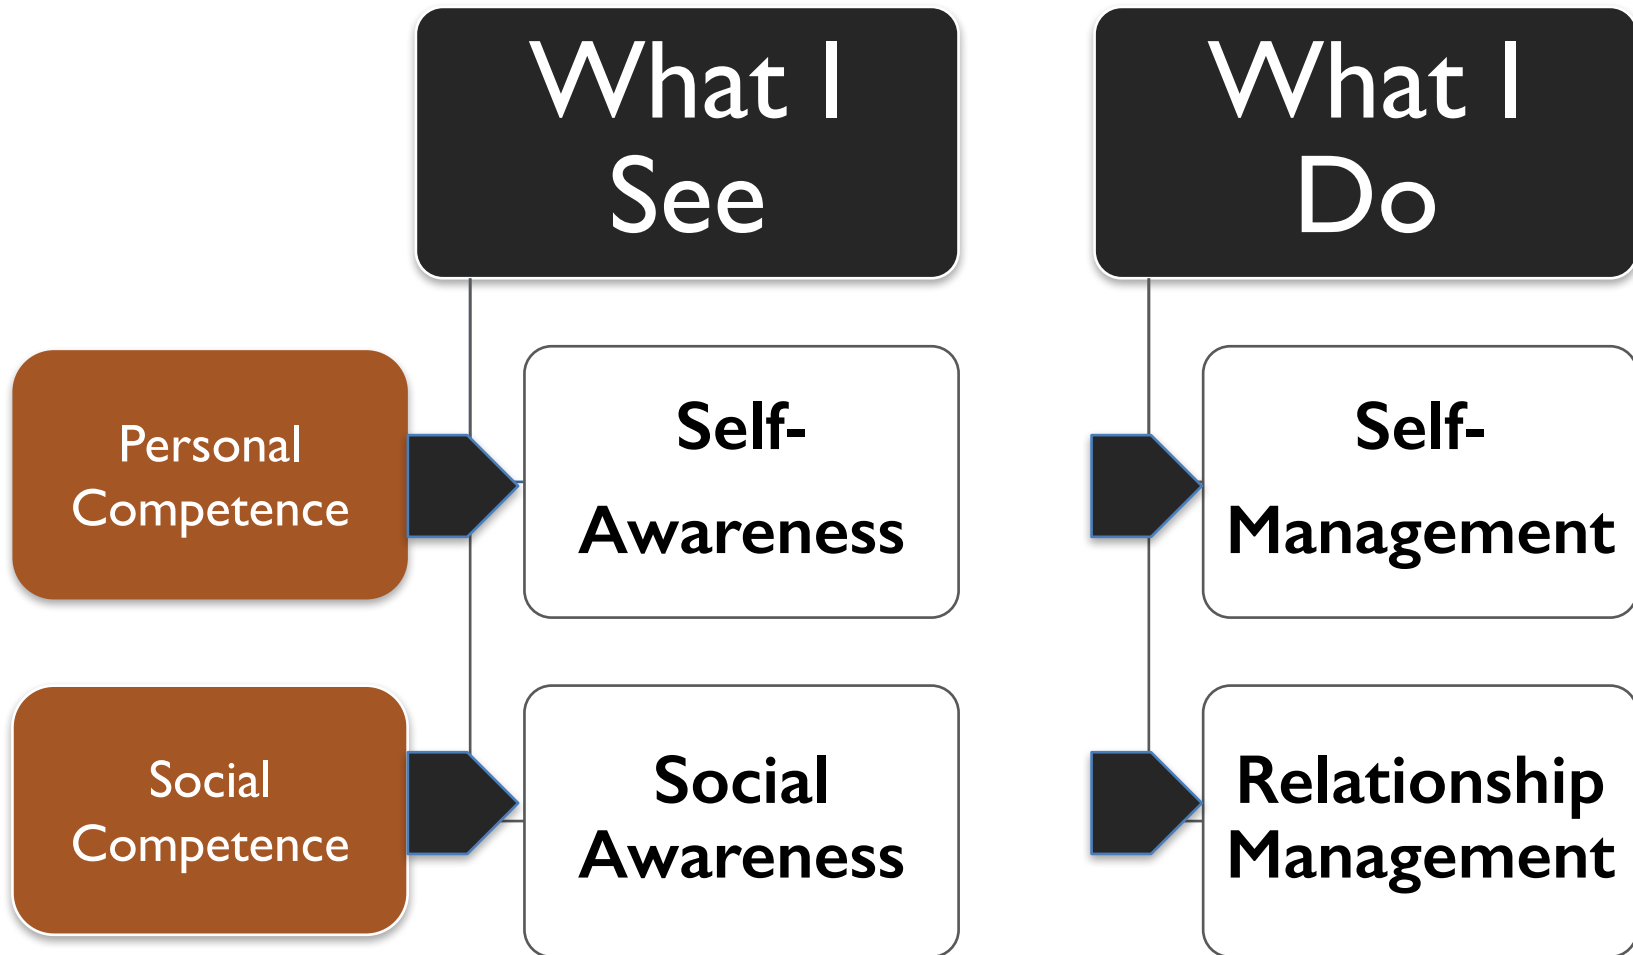 What I
See
What I
Do
Personal
Competence
Self-
Awareness
Self-
Management
Social
Competence
Social
Awareness
Relationship
Management